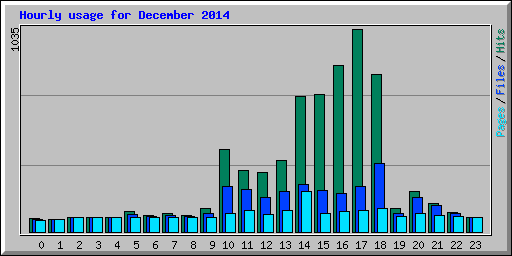 Hourly usage for December 2014
1035
Pages / Files / Hits
0 1 2 3 4 5 6 7 8 9 10 11 12 13 14 15 16 17 18 19 20 21 22 23